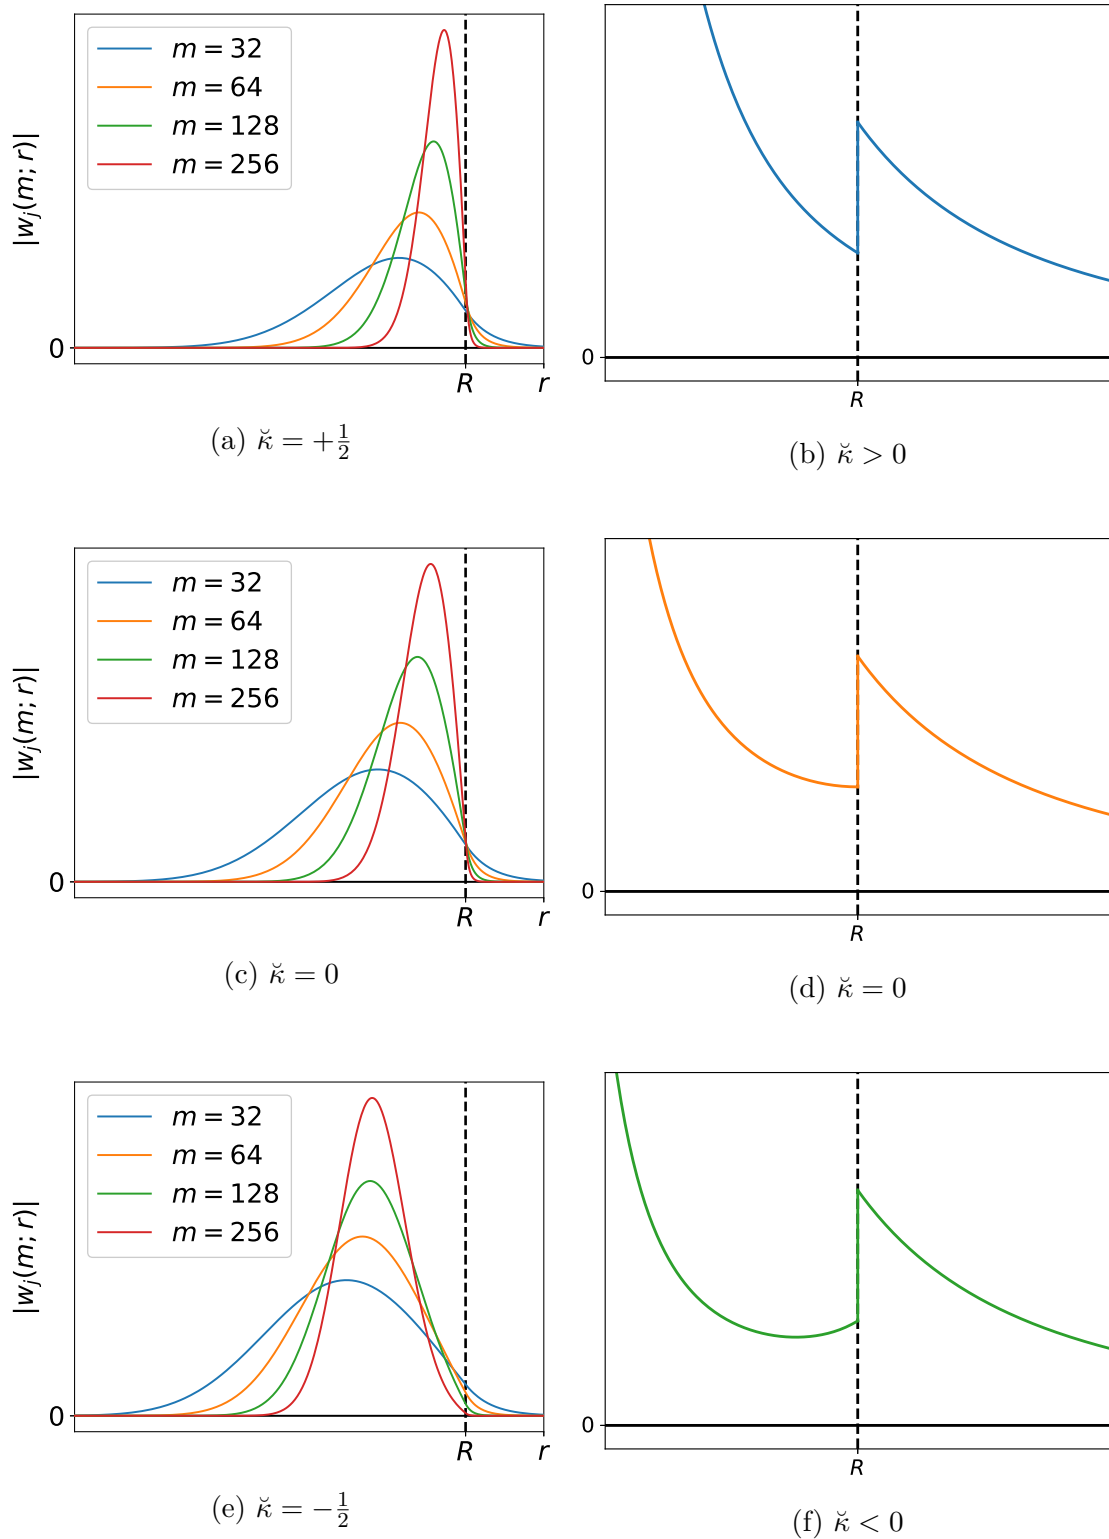 |w_j(m; r)|
m = 32
m = 64
m = 128
m = 256
0
R
r
(a) κ̆ = +1/2
0
R
(b) κ̆ > 0
|w_j(m; r)|
m = 32
m = 64
m = 128
m = 256
0
R
r
(c) κ̆ = 0
0
R
(d) κ̆ = 0
|w_j(m; r)|
m = 32
m = 64
m = 128
m = 256
0
R
r
(e) κ̆ = −1/2
0
R
(f) κ̆ < 0